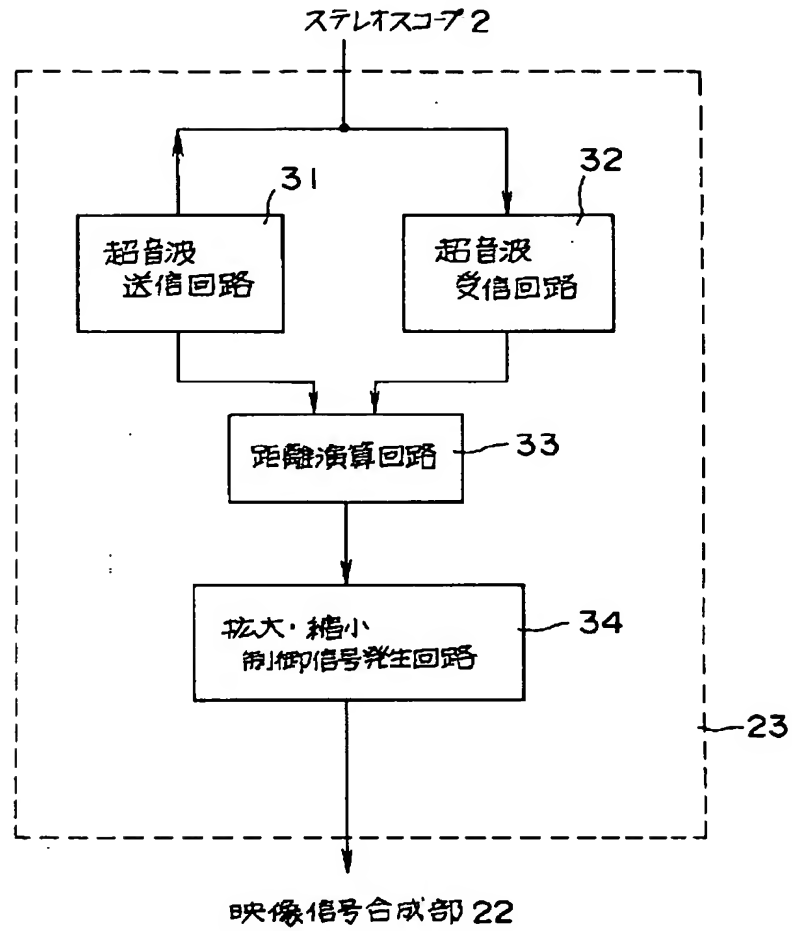 ステレオスコープ2
31
32
超音波
送信回路
超音波
受信回路
距離演算回路
33
拡大・縮小
制御信号発生回路
34
23
映像信号合成部22